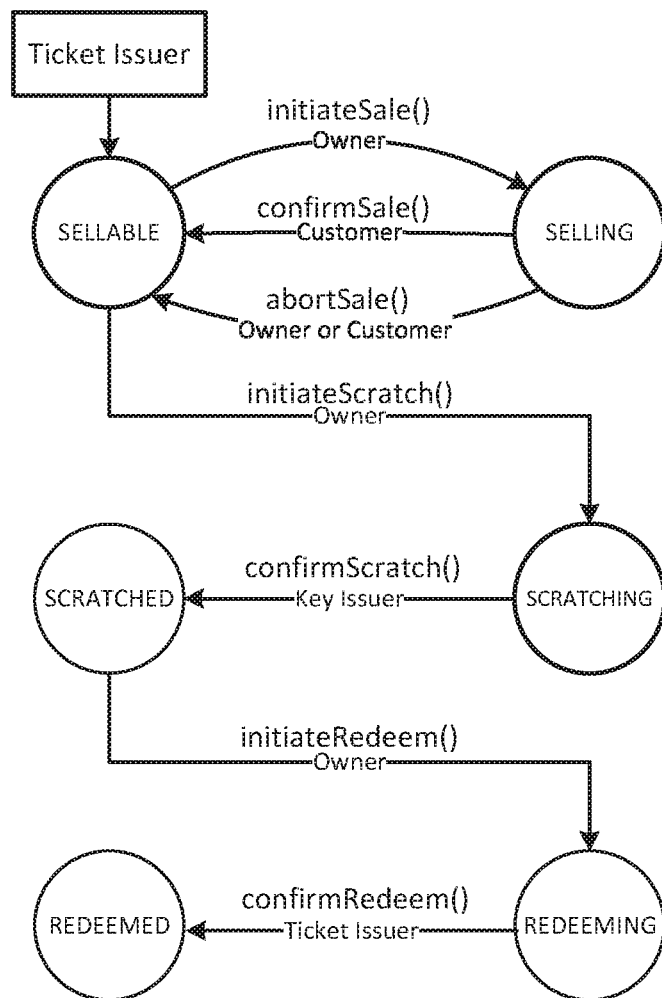 Ticket Issuer
initiateSale()
Owner
SELLABLE
confirmSale()
Customer
SELLING
abortSale()
Owner or Customer
initiateScratch()
Owner
SCRATCHED
confirmScratch()
Key Issuer
SCRATCHING
initiateRedeem()
Owner
REDEEMED
confirmRedeem()
Ticket Issuer
REDEEMING